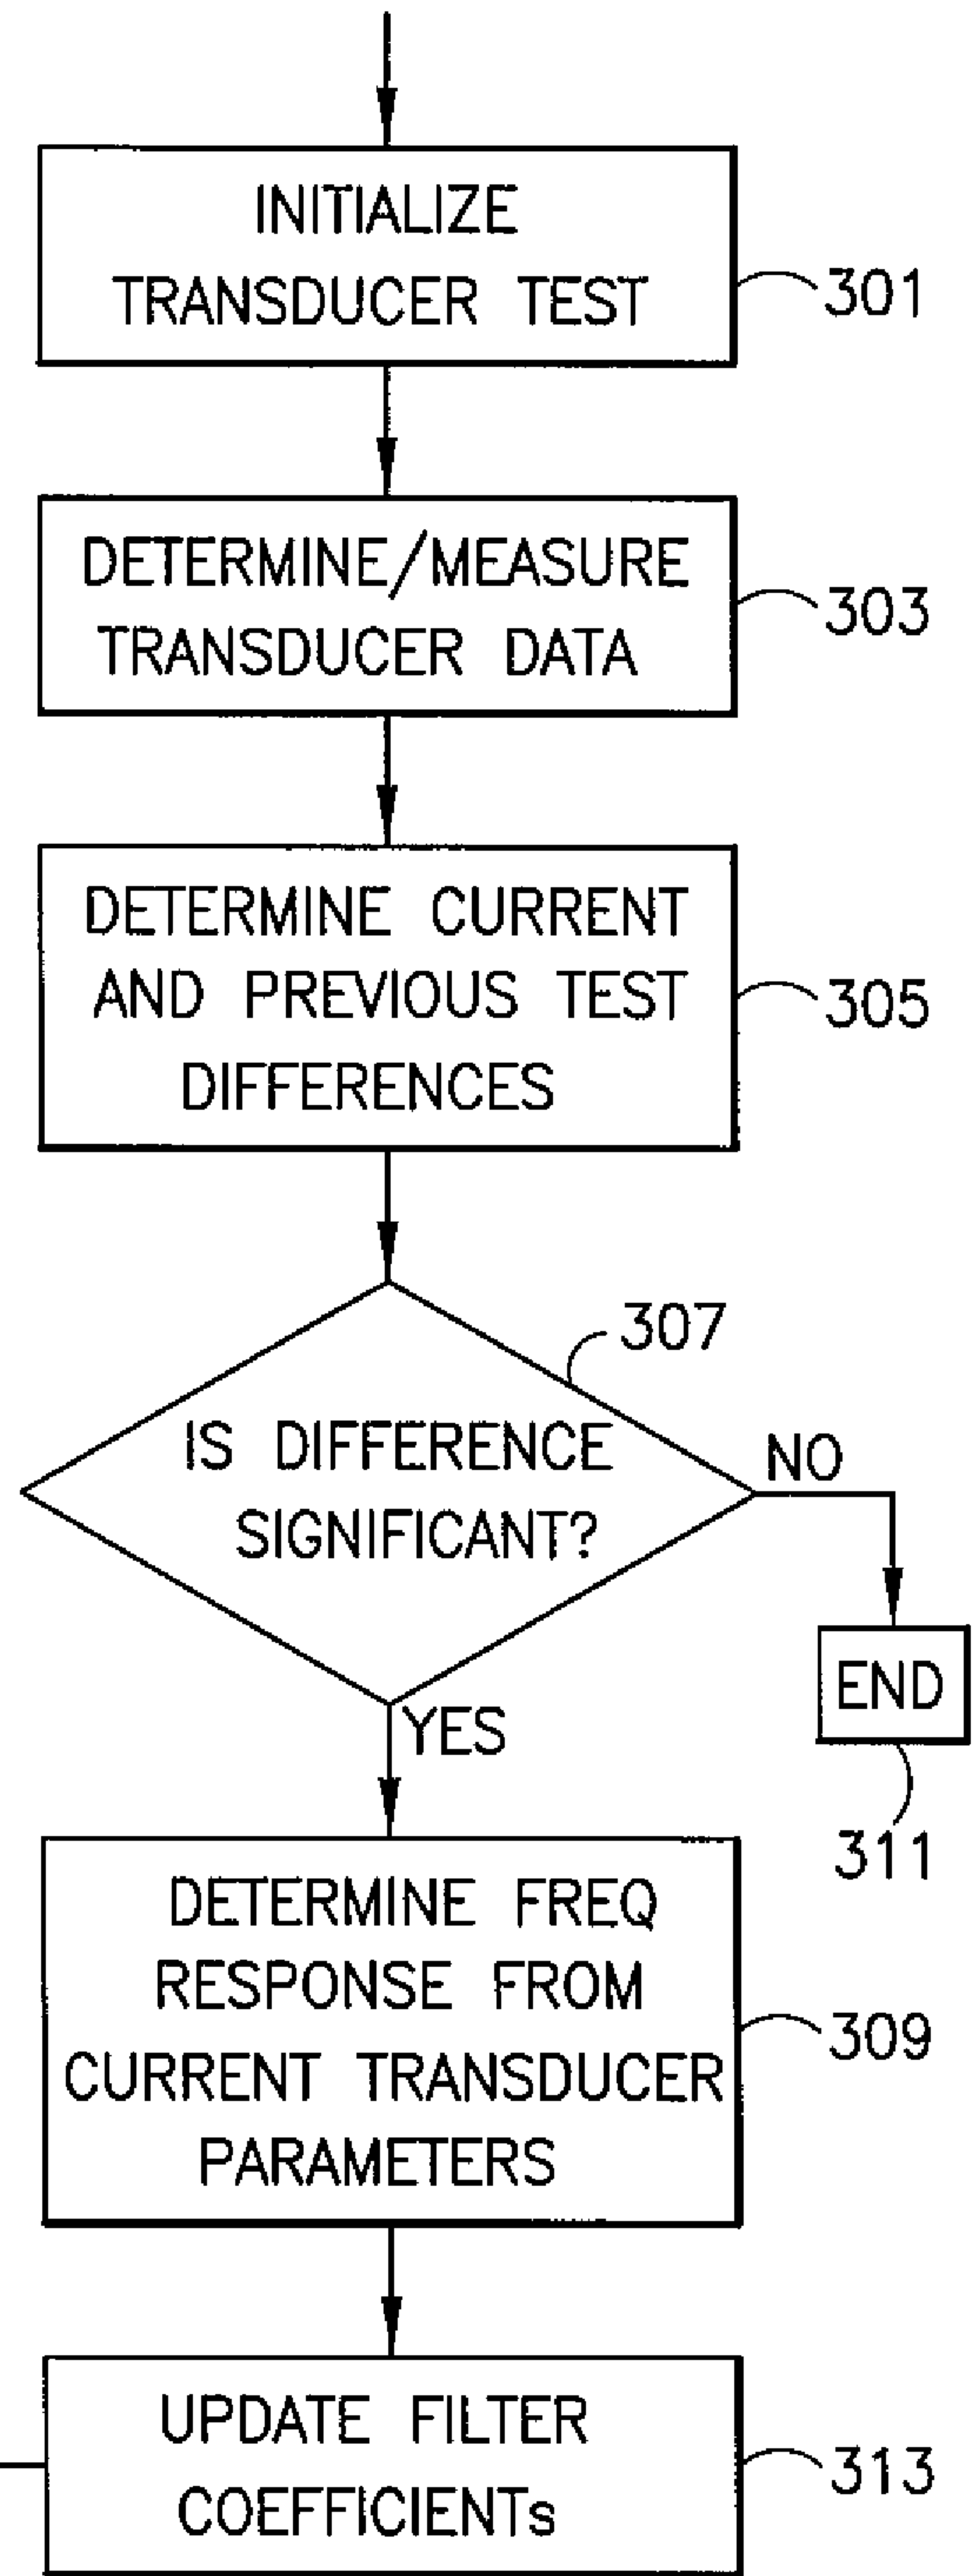 INITIALIZE
TRANSDUCER TEST
301
DETERMINE/MEASURE
TRANSDUCER DATA
303
DETERMINE CURRENT
AND PREVIOUS TEST
DIFFERENCES
305
307
IS DIFFERENCE
SIGNIFICANT?
NO
END
311
YES
DETERMINE FREQ
RESPONSE FROM
CURRENT TRANSDUCER
PARAMETERS
309
UPDATE FILTER
COEFFICIENTs
313